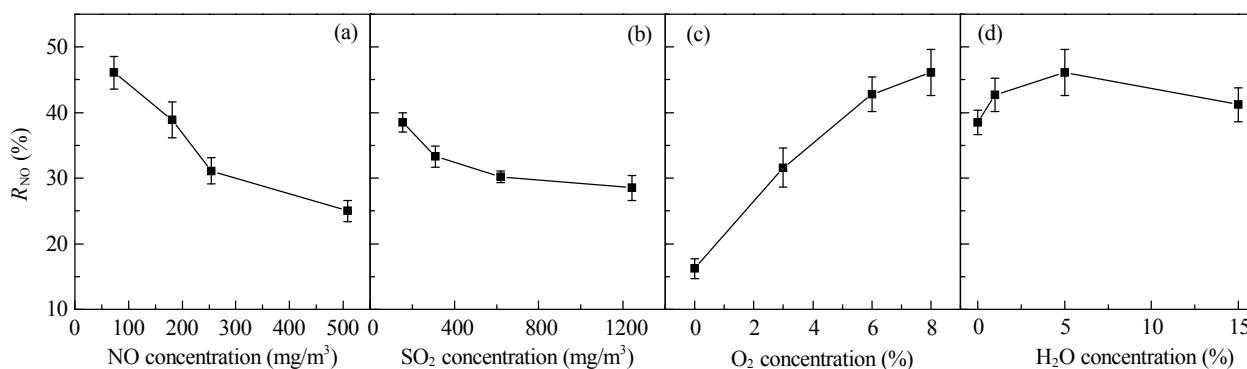 (a) (b) (c) (d)
50
40
30
20
10
R_NO (%)
0 100 200 300 400 500 0 400 800 1200 0 2 4 6 8 0 5 10 15
NO concentration (mg/m³) SO₂ concentration (mg/m³) O₂ concentration (%) H₂O concentration (%)